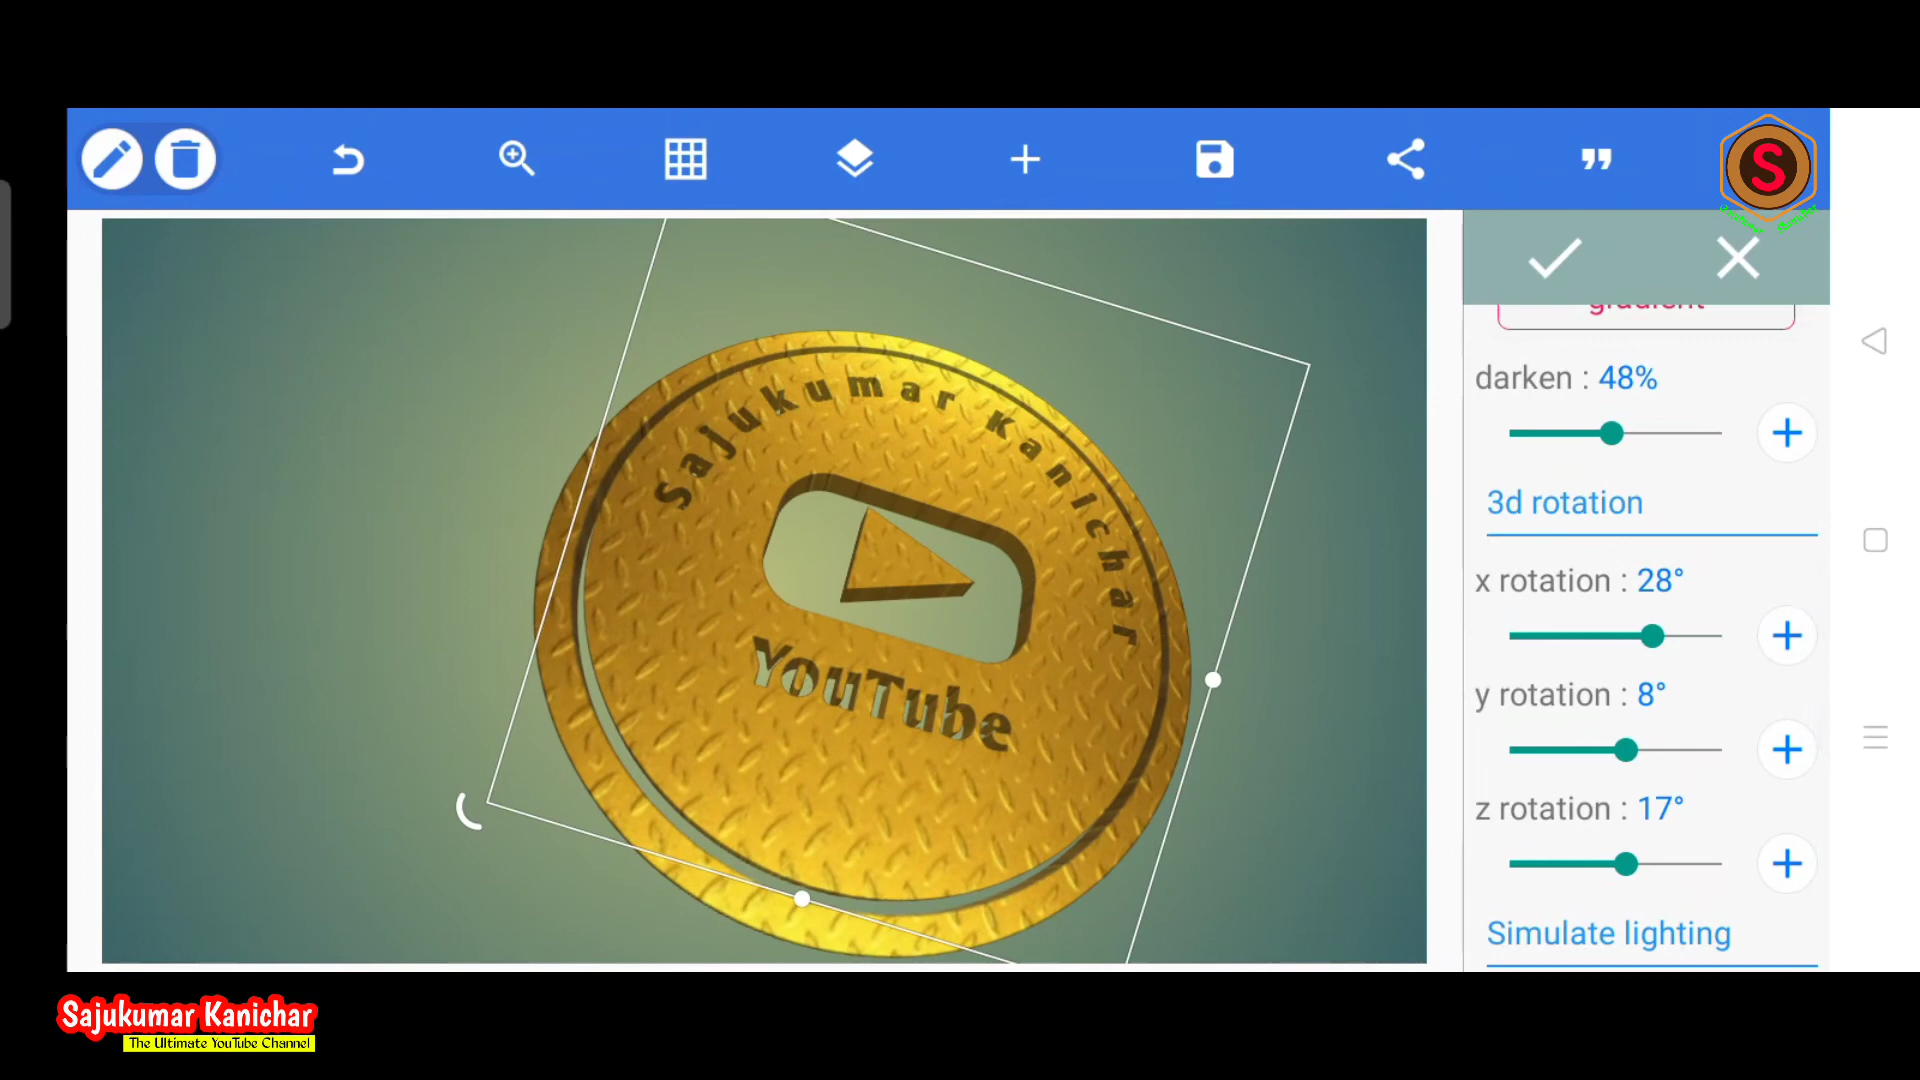 S
gradient
darken : 48%
3d rotation
x rotation : 28°
y rotation : 8°
z rotation : 17°
Simulate lighting
Sajukumar Kanichar
YouTube
Sajukumar Kanichar
The Ultimate YouTube Channel